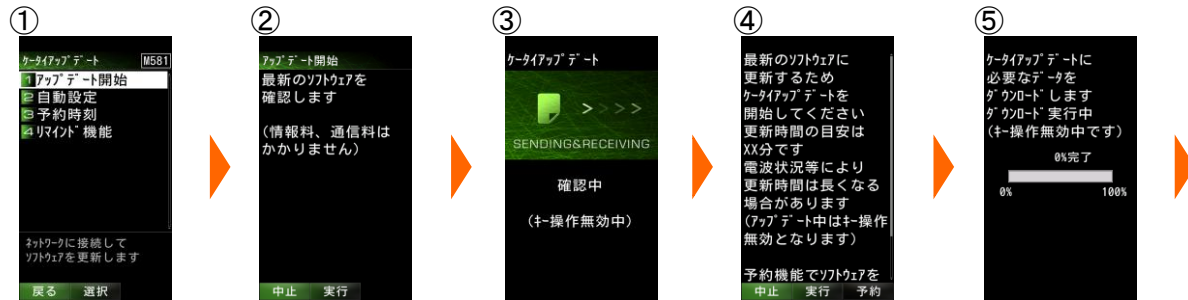 ①
ｹｰﾀｲｱｯﾌﾟﾃﾞｰﾄ M581
1 ｱｯﾌﾟﾃﾞｰﾄ開始
2 自動設定
3 予約時刻
4 ﾘﾏｲﾝﾄﾞ機能
ﾈｯﾄﾜｰｸに接続して
ｿﾌﾄｳｪｱを更新します
戻る 選択
②
ｱｯﾌﾟﾃﾞｰﾄ開始
最新のｿﾌﾄｳｪｱを
確認します
(情報料、通信料は
かかりません)
中止 実行
③
ｹｰﾀｲｱｯﾌﾟﾃﾞｰﾄ
>>>>
SENDING&RECEIVING
確認中
(ｷｰ操作無効中)
④
最新のｿﾌﾄｳｪｱに
更新するため
ｹｰﾀｲｱｯﾌﾟﾃﾞｰﾄを
開始してください
更新時間の目安は
XX分です
電波状況等により
更新時間は長くなる
場合があります
(ｱｯﾌﾟﾃﾞｰﾄ中はｷｰ操作
無効となります)
予約機能でｿﾌﾄｳｪｱを
中止 実行 予約
⑤
ｹｰﾀｲｱｯﾌﾟﾃﾞｰﾄに
必要なﾃﾞｰﾀを
ﾀﾞｳﾝﾛｰﾄﾞします
ﾀﾞｳﾝﾛｰﾄﾞ実行中
(ｷｰ操作無効中です)
0%完了
0% 100%